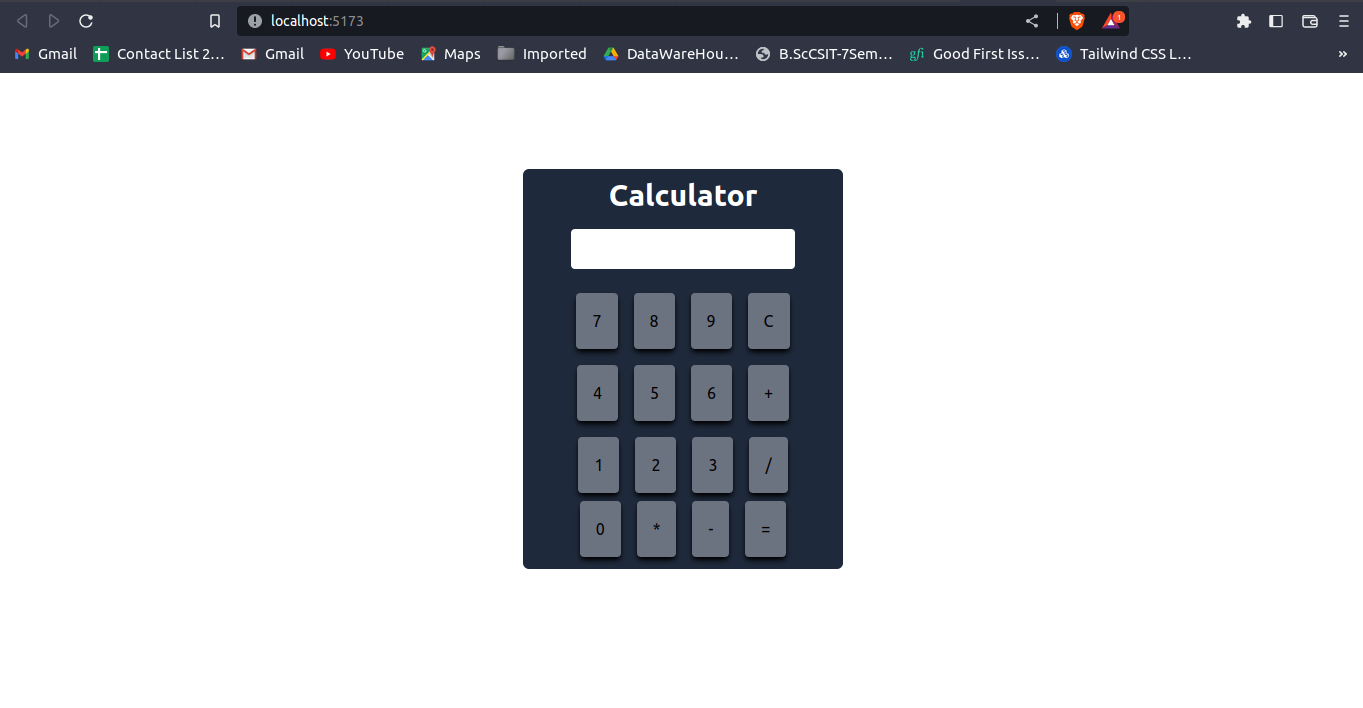 localhost:5173
1
Gmail Contact List 2... Gmail YouTube Maps Imported DataWareHou... B.ScCSIT-7Sem... gfi Good First Iss... Tailwind CSS L... »
Calculator
7 8 9 C
4 5 6 +
1 2 3 /
0 * - =